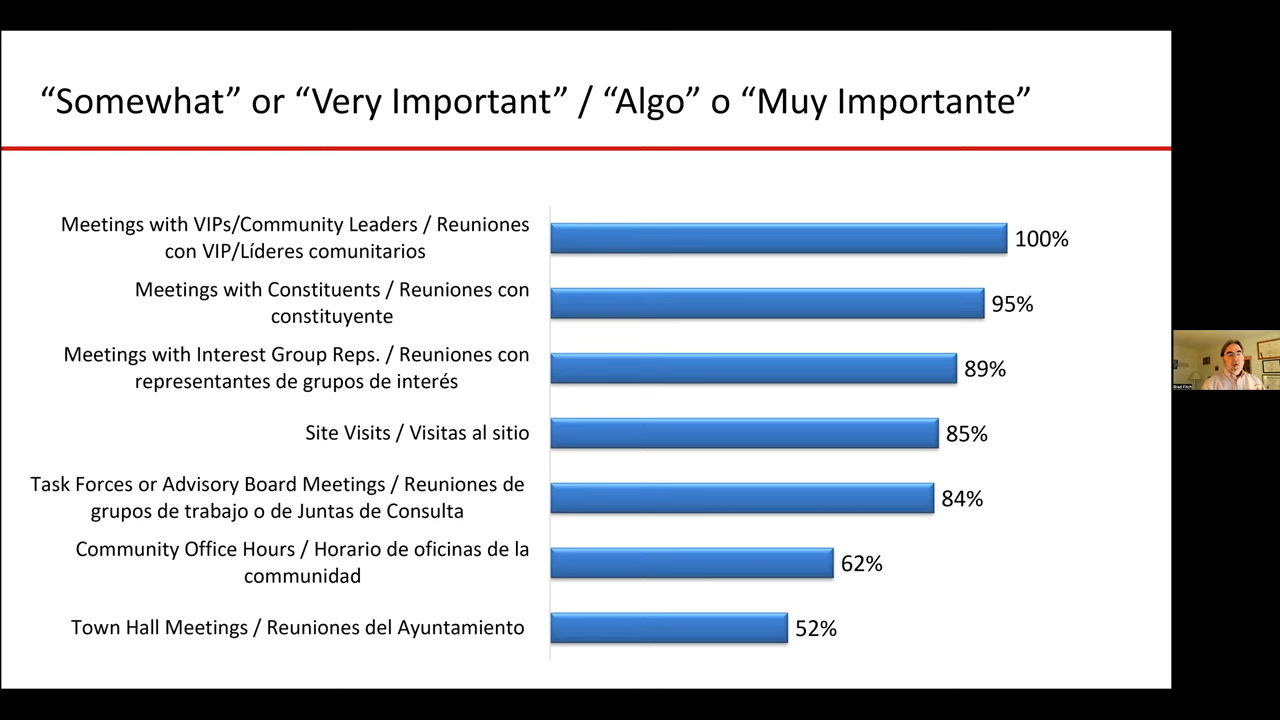 “Somewhat” or “Very Important” / “Algo” o “Muy Importante”
Meetings with VIPs/Community Leaders / Reuniones
con VIP/Líderes comunitarios
100%
Meetings with Constituents / Reuniones con
constituyente
95%
Meetings with Interest Group Reps. / Reuniones con
representantes de grupos de interés
89%
Site Visits / Visitas al sitio
85%
Task Forces or Advisory Board Meetings / Reuniones de
grupos de trabajo o de Juntas de Consulta
84%
Community Office Hours / Horario de oficinas de la
communidad
62%
Town Hall Meetings / Reuniones del Ayuntamiento
52%
Brad Fitch